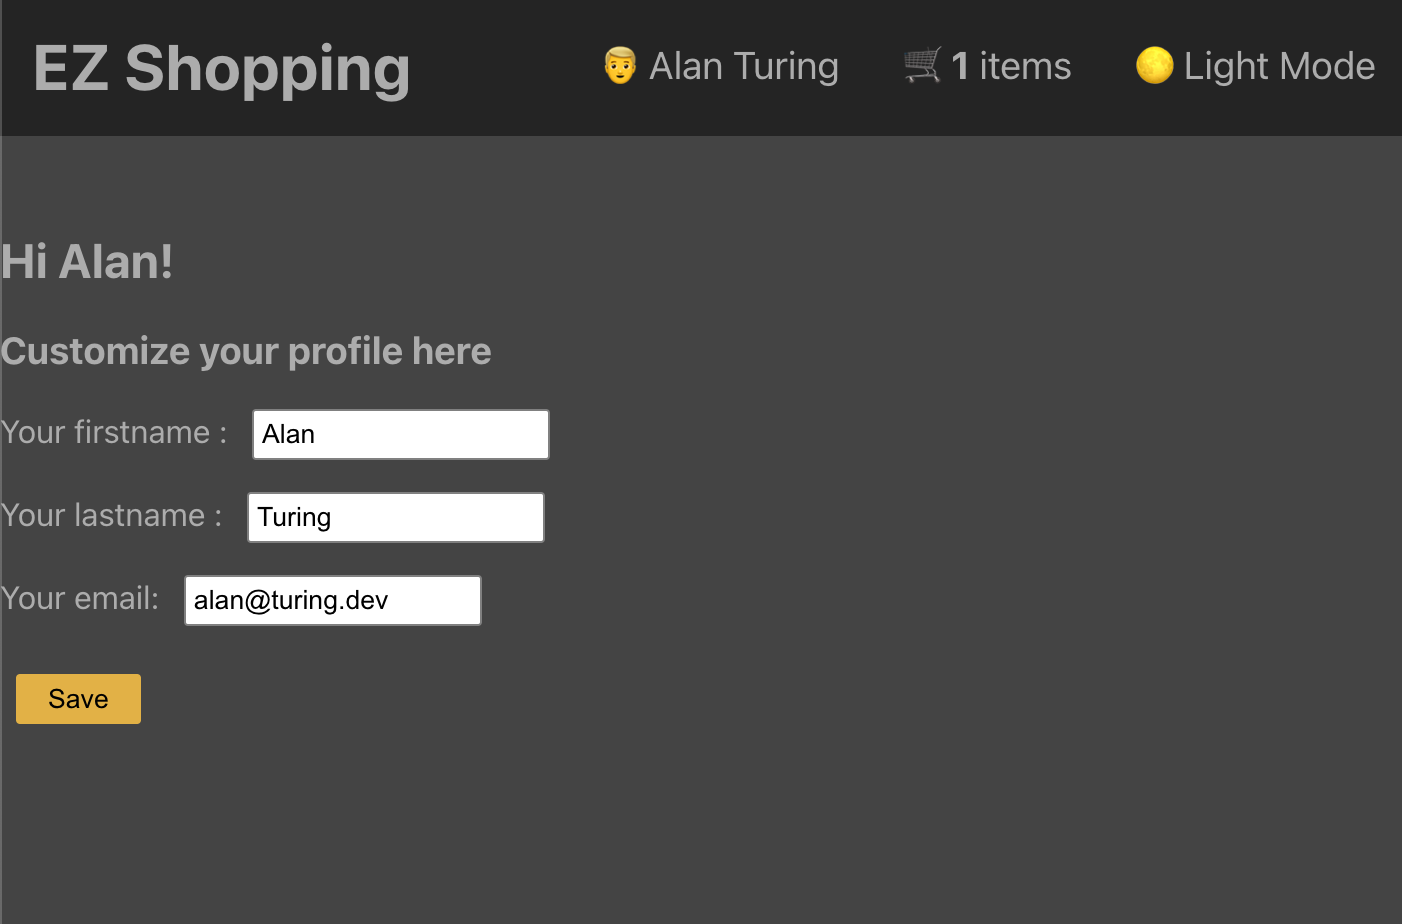 EZ Shopping
👨 Alan Turing 🛒 1 items 🌕 Light Mode
Hi Alan!
Customize your profile here
Your firstname : Alan
Your lastname : Turing
Your email: alan@turing.dev
Save